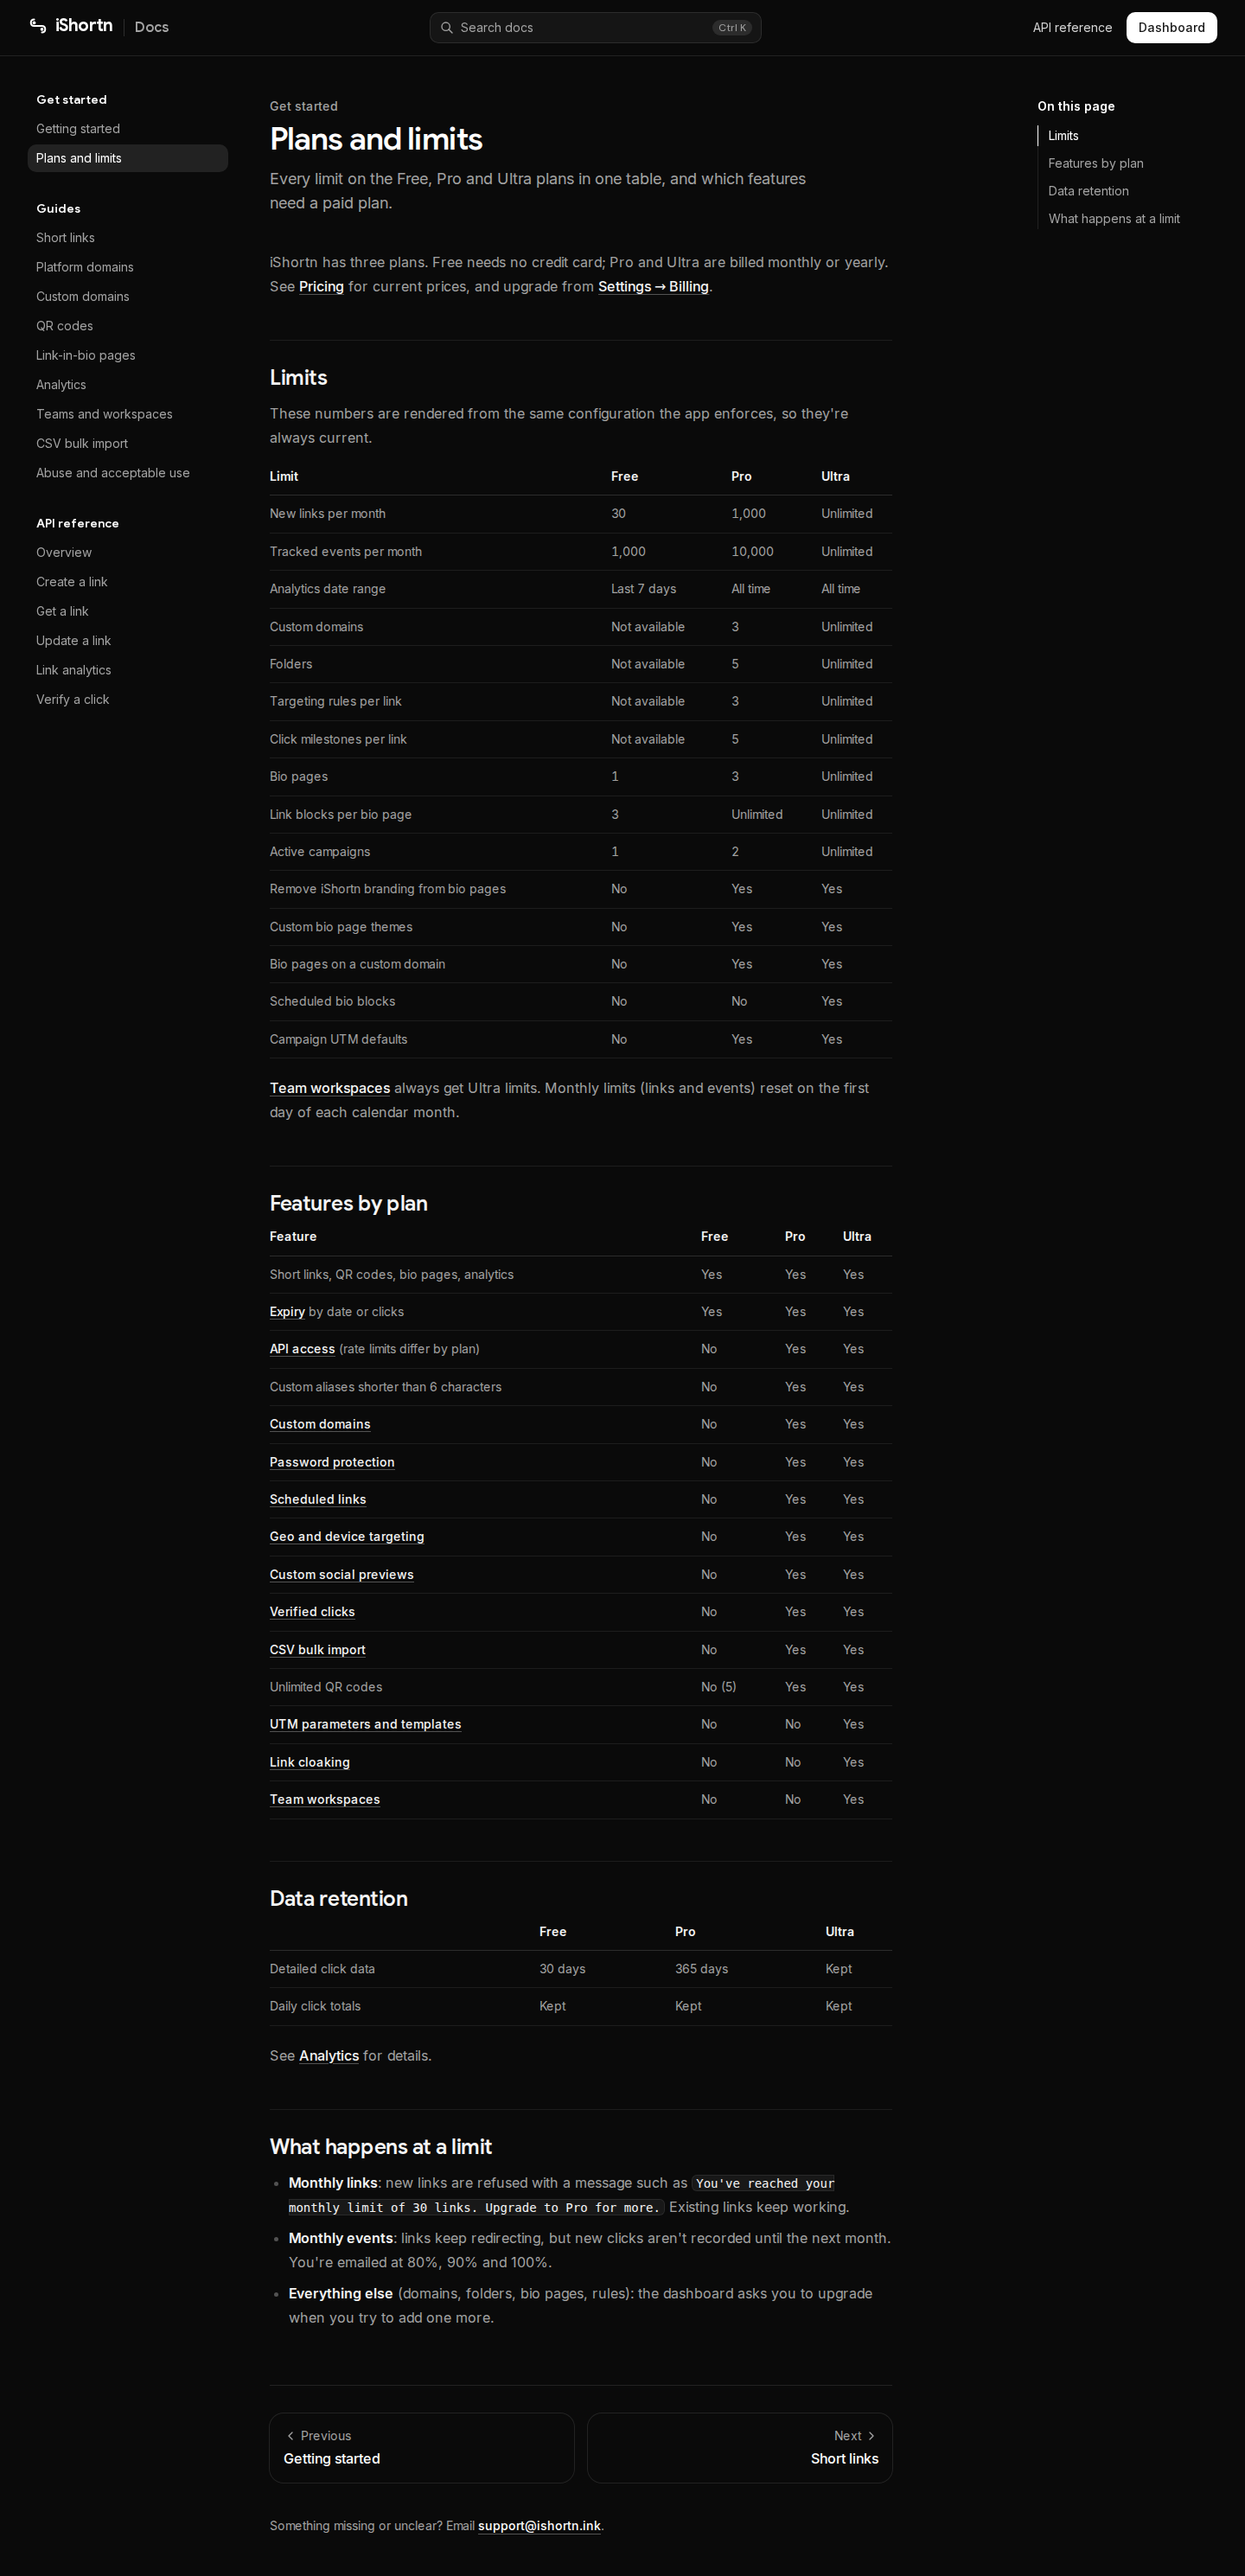 iShortn
Docs
Search docs
Ctrl K
API reference
Dashboard
Get started
Getting started
Plans and limits
Guides
Short links
Platform domains
Custom domains
QR codes
Link-in-bio pages
Analytics
Teams and workspaces
CSV bulk import
Abuse and acceptable use
API reference
Overview
Create a link
Get a link
Update a link
Link analytics
Verify a click
Get started
Plans and limits
Every limit on the Free, Pro and Ultra plans in one table, and which features
need a paid plan.
iShortn has three plans. Free needs no credit card; Pro and Ultra are billed monthly or yearly.
See Pricing for current prices, and upgrade from Settings → Billing.
Limits
These numbers are rendered from the same configuration the app enforces, so they're
always current.
Limit Free Pro Ultra
New links per month 30 1,000 Unlimited
Tracked events per month 1,000 10,000 Unlimited
Analytics date range Last 7 days All time All time
Custom domains Not available 3 Unlimited
Folders Not available 5 Unlimited
Targeting rules per link Not available 3 Unlimited
Click milestones per link Not available 5 Unlimited
Bio pages 1 3 Unlimited
Link blocks per bio page 3 Unlimited Unlimited
Active campaigns 1 2 Unlimited
Remove iShortn branding from bio pages No Yes Yes
Custom bio page themes No Yes Yes
Bio pages on a custom domain No Yes Yes
Scheduled bio blocks No No Yes
Campaign UTM defaults No Yes Yes
Team workspaces always get Ultra limits. Monthly limits (links and events) reset on the first
day of each calendar month.
Features by plan
Feature Free Pro Ultra
Short links, QR codes, bio pages, analytics Yes Yes Yes
Expiry by date or clicks Yes Yes Yes
API access (rate limits differ by plan) No Yes Yes
Custom aliases shorter than 6 characters No Yes Yes
Custom domains No Yes Yes
Password protection No Yes Yes
Scheduled links No Yes Yes
Geo and device targeting No Yes Yes
Custom social previews No Yes Yes
Verified clicks No Yes Yes
CSV bulk import No Yes Yes
Unlimited QR codes No (5) Yes Yes
UTM parameters and templates No No Yes
Link cloaking No No Yes
Team workspaces No No Yes
Data retention
Free Pro Ultra
Detailed click data 30 days 365 days Kept
Daily click totals Kept Kept Kept
See Analytics for details.
What happens at a limit
• Monthly links: new links are refused with a message such as You've reached your
monthly limit of 30 links. Upgrade to Pro for more. Existing links keep working.
• Monthly events: links keep redirecting, but new clicks aren't recorded until the next month.
You're emailed at 80%, 90% and 100%.
• Everything else (domains, folders, bio pages, rules): the dashboard asks you to upgrade
when you try to add one more.
Previous
Getting started
Next
Short links
Something missing or unclear? Email support@ishortn.ink.
On this page
Limits
Features by plan
Data retention
What happens at a limit